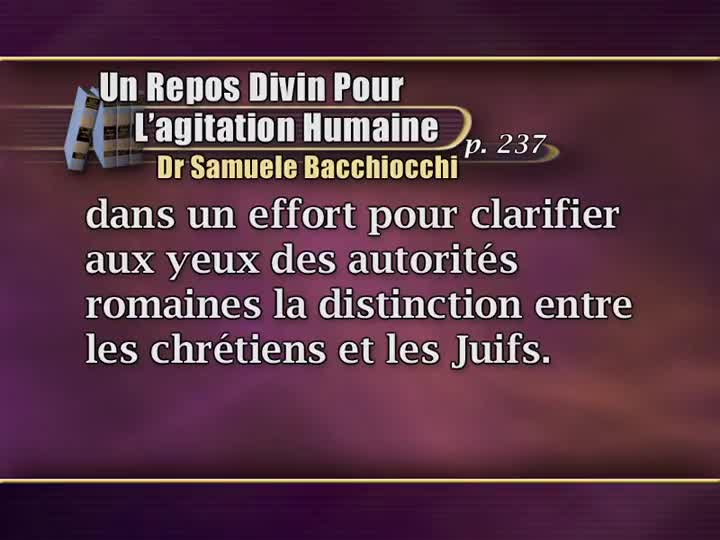 Un Repos Divin Pour
L'agitation Humaine
p. 237
Dr Samuele Bacchiocchi
dans un effort pour clarifier
aux yeux des autorités
romaines la distinction entre
les chrétiens et les Juifs.